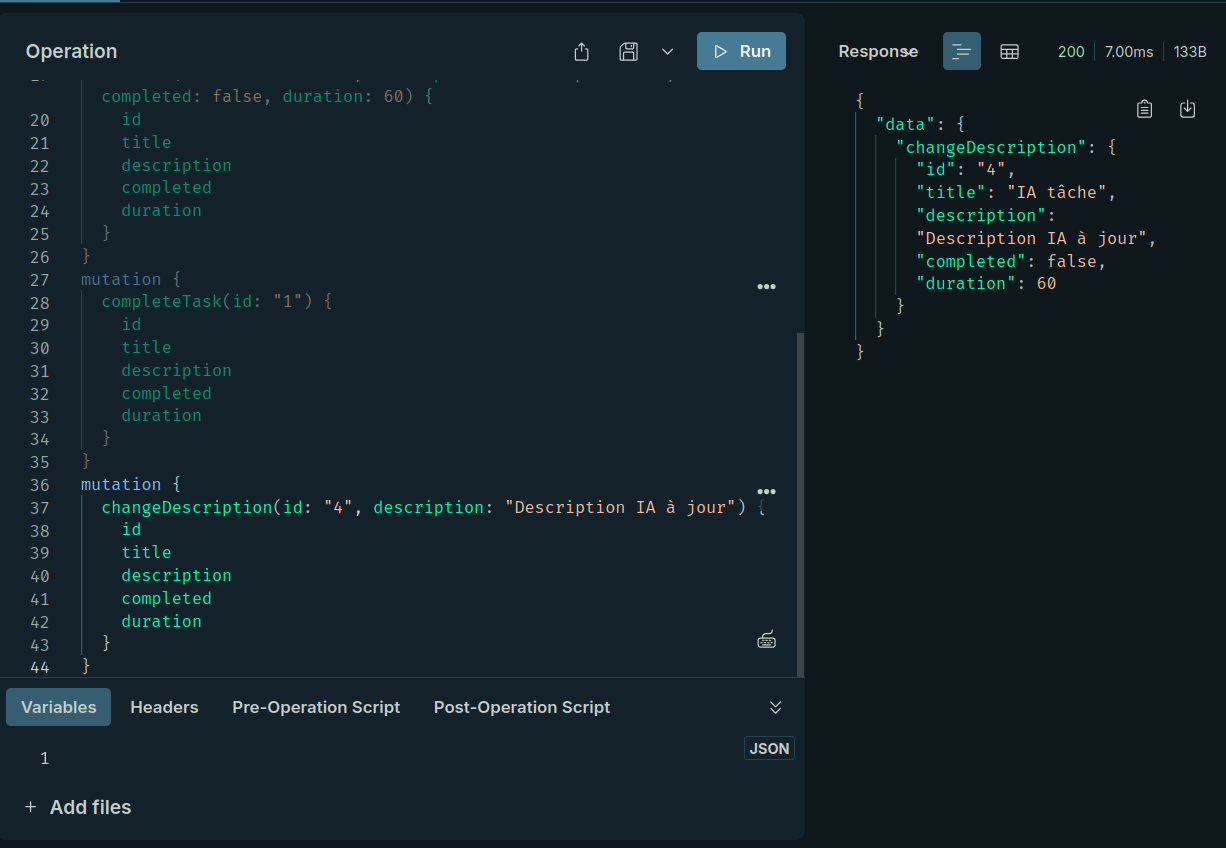 Operation
Run
completed: false, duration: 60) {
20 id
21 title
22 description
23 completed
24 duration
25 }
26 }
27 mutation {
28 completeTask(id: "1") {
29 id
30 title
31 description
32 completed
33 duration
34 }
35 }
36 mutation {
37 changeDescription(id: "4", description: "Description IA à jour") {
38 id
39 title
40 description
41 completed
42 duration
43 }
44 }
Variables Headers Pre-Operation Script Post-Operation Script
JSON
1
+ Add files
Response 200 7.00ms 133B
{
"data": {
"changeDescription": {
"id": "4",
"title": "IA tâche",
"description":
"Description IA à jour",
"completed": false,
"duration": 60
}
}
}